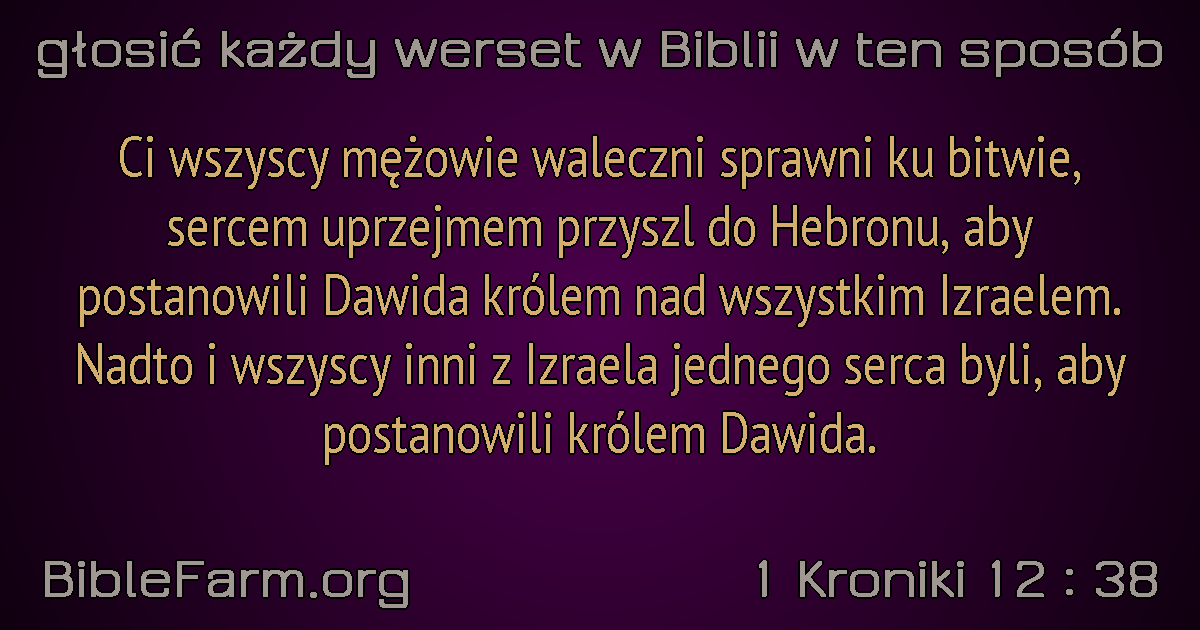 głosić każdy werset w Biblii w ten sposób
Ci wszyscy mężowie waleczni sprawni ku bitwie,
sercem uprzejmem przyszl do Hebronu, aby
postanowili Dawida królem nad wszystkim Izraelem.
Nadto i wszyscy inni z Izraela jednego serca byli, aby
postanowili królem Dawida.
BibleFarm.org
1 Kroniki 12 : 38